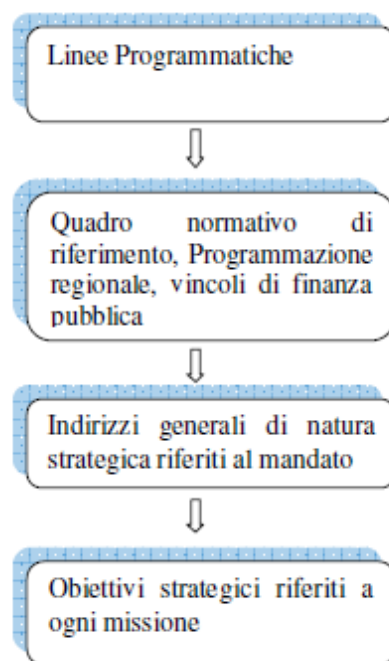 Linee Programmatiche
Quadro normativo di
riferimento, Programmazione
regionale, vincoli di finanza
pubblica
Indirizzi generali di natura
strategica riferiti al mandato
Obiettivi strategici riferiti a
ogni missione